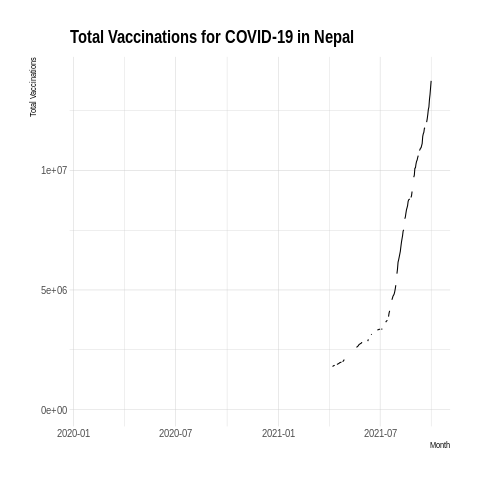 Total Vaccinations for COVID-19 in Nepal
Total Vaccinations
1e+07
5e+06
0e+00
2020-01
2020-07
2021-01
2021-07
Month